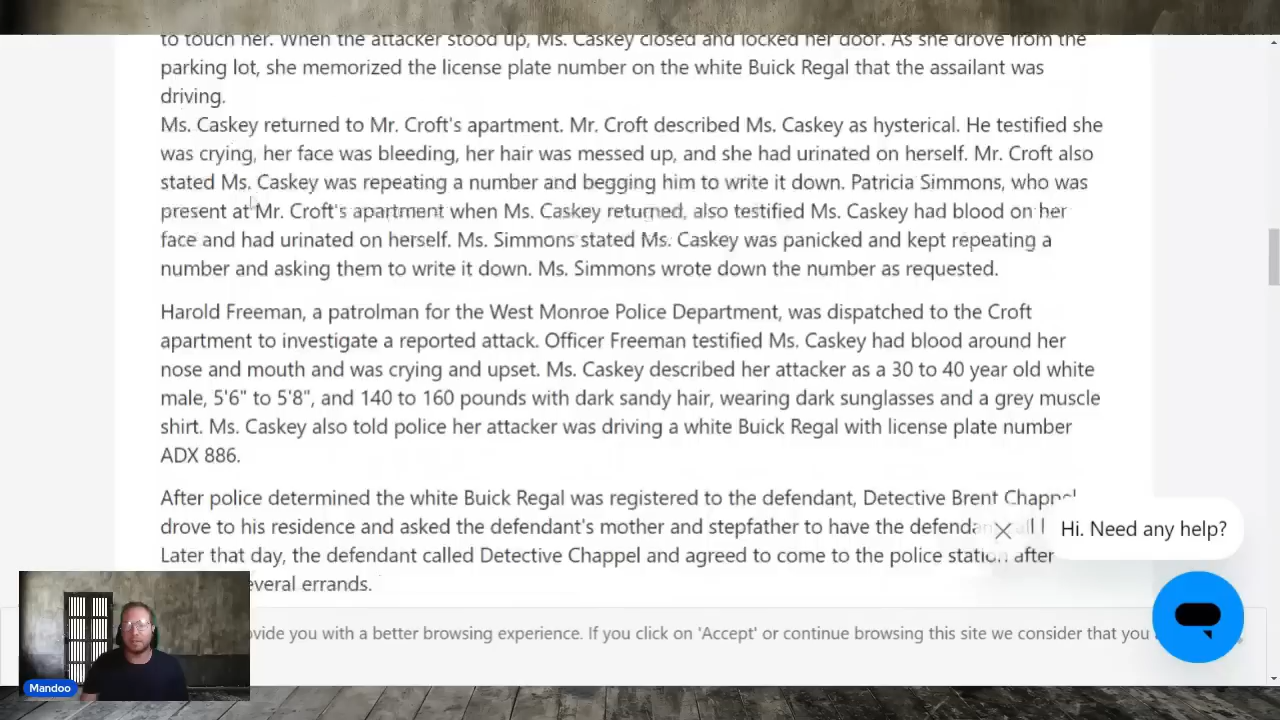 to touch her. When the attacker stood up, Ms. Caskey closed and locked her door. As she drove from the
parking lot, she memorized the license plate number on the white Buick Regal that the assailant was
driving.
Ms. Caskey returned to Mr. Croft's apartment. Mr. Croft described Ms. Caskey as hysterical. He testified she
was crying, her face was bleeding, her hair was messed up, and she had urinated on herself. Mr. Croft also
stated Ms. Caskey was repeating a number and begging him to write it down. Patricia Simmons, who was
present at Mr. Croft's apartment when Ms. Caskey returned, also testified Ms. Caskey had blood on her
face and had urinated on herself. Ms. Simmons stated Ms. Caskey was panicked and kept repeating a
number and asking them to write it down. Ms. Simmons wrote down the number as requested.
Harold Freeman, a patrolman for the West Monroe Police Department, was dispatched to the Croft
apartment to investigate a reported attack. Officer Freeman testified Ms. Caskey had blood around her
nose and mouth and was crying and upset. Ms. Caskey described her attacker as a 30 to 40 year old white
male, 5'6" to 5'8", and 140 to 160 pounds with dark sandy hair, wearing dark sunglasses and a grey muscle
shirt. Ms. Caskey also told police her attacker was driving a white Buick Regal with license plate number
ADX 886.
After police determined the white Buick Regal was registered to the defendant, Detective Brent Chappel
drove to his residence and asked the defendant's mother and stepfather to have the
Hi. Need any help?
Later that day, the defendant called Detective Chappel and agreed to come to the police station after
several errands.
provide you with a better browsing experience. If you click on 'Accept' or continue browsing this site we consider that you
Mandoo